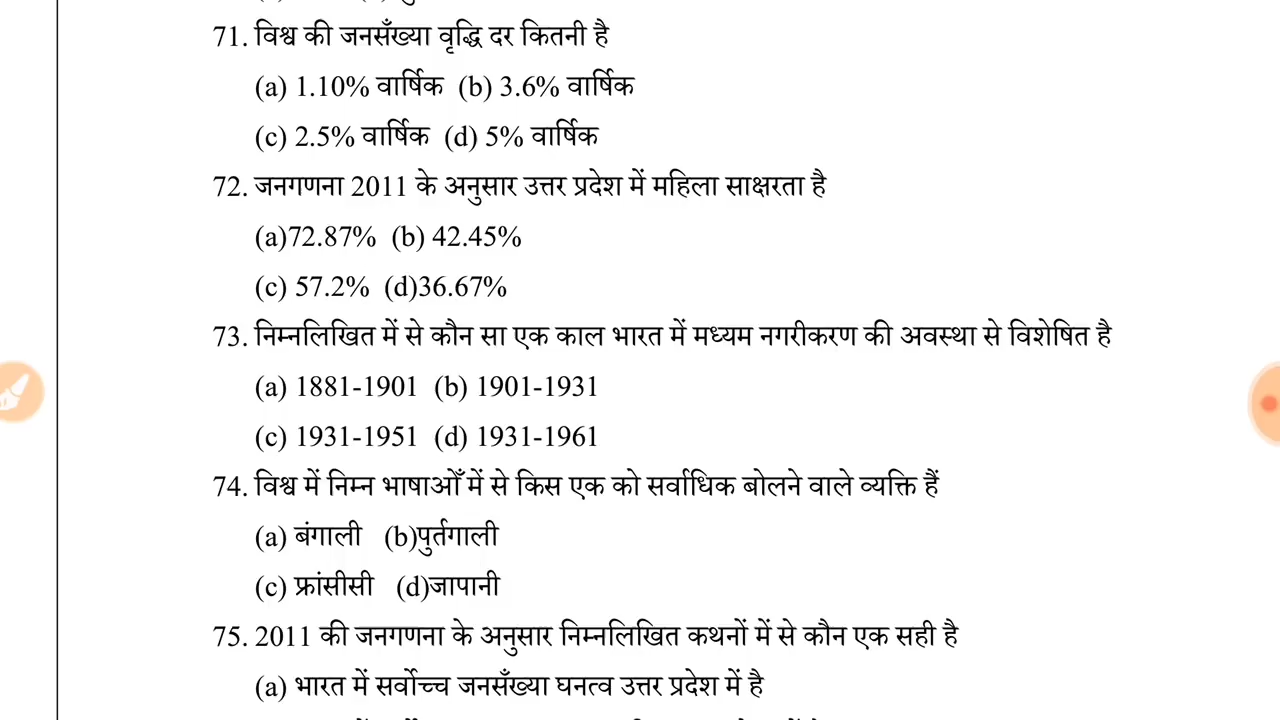 71. विश्व की जनसँख्या वृद्धि दर कितनी है
(a) 1.10% वार्षिक (b) 3.6% वार्षिक
(c) 2.5% वार्षिक (d) 5% वार्षिक
72. जनगणना 2011 के अनुसार उत्तर प्रदेश में महिला साक्षरता है
(a)72.87% (b) 42.45%
(c) 57.2% (d)36.67%
73. निम्नलिखित में से कौन सा एक काल भारत में मध्यम नगरीकरण की अवस्था से विशेषित है
(a) 1881-1901 (b) 1901-1931
(c) 1931-1951 (d) 1931-1961
74. विश्व में निम्न भाषाओँ में से किस एक को सर्वाधिक बोलने वाले व्यक्ति हैं
(a) बंगाली (b)पुर्तगाली
(c) फ्रांसीसी (d)जापानी
75. 2011 की जनगणना के अनुसार निम्नलिखित कथनों में से कौन एक सही है
(a) भारत में सर्वोच्च जनसँख्या घनत्व उत्तर प्रदेश में है